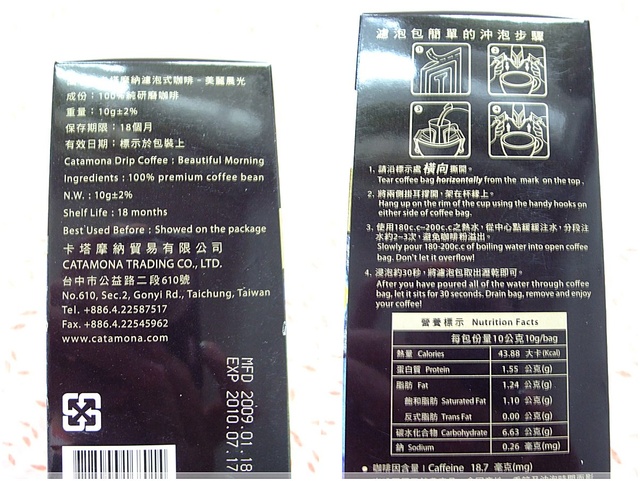 塔摩納濾泡式咖啡-美麗晨光
成份：100%純研磨咖啡
重量：10g±2%
保存期限：18個月
有效日期：標示於包裝上
Catamona Drip Coffee : Beautiful Morning
Ingredients : 100% premium coffee bean
N.W. : 10g±2%
Shelf Life : 18 months
Best Used Before : Showed on the package
卡塔摩納貿易有限公司
CATAMONA TRADING CO., LTD.
台中市公益路二段610號
No.610, Sec.2, Gonyi Rd., Taichung, Taiwan
Tel. +886.4.22587517
Fax. +886.4.22545962
www.catamona.com
MFD 2009.01.18
EXP 2010.07.17
濾泡包簡單的沖泡步驟
1
2
3
4
1. 請沿標示處橫向撕開。
Tear coffee bag horizontally from the mark on the top .
2. 將兩側掛耳撐開，架在杯緣上。
Hang up on the rim of the cup using the handy hooks on
either side of coffee bag.
3. 使用180c.c~200c.c之熱水，從中心點緩緩注水，分段注
水約2~3次，避免咖啡粉溢出。
Slowly pour 180-200cc of boiling water into open coffee
bag. Don't let it overflow!
4. 浸泡約30秒，將濾泡包取出瀝乾即可。
After you have poured all of the water through coffee
bag, let it sits for 30 seconds. Drain bag, remove and enjoy
your coffee!
營養標示 Nutrition Facts
每包份量10公克10g/bag
熱量 Calories 43.88 大卡(Kcal)
蛋白質 Protein 1.55 公克(g)
脂肪 Fat 1.24 公克(g)
飽和脂肪 Saturated Fat 1.10 公克(g)
反式脂肪 Trans Fat 0.00 公克(g)
碳水化合物 Carbohydrate 6.63 公克(g)
鈉 Sodium 0.26 毫克(mg)
● 咖啡因含量 | Caffeine 18.7 毫克(mg)